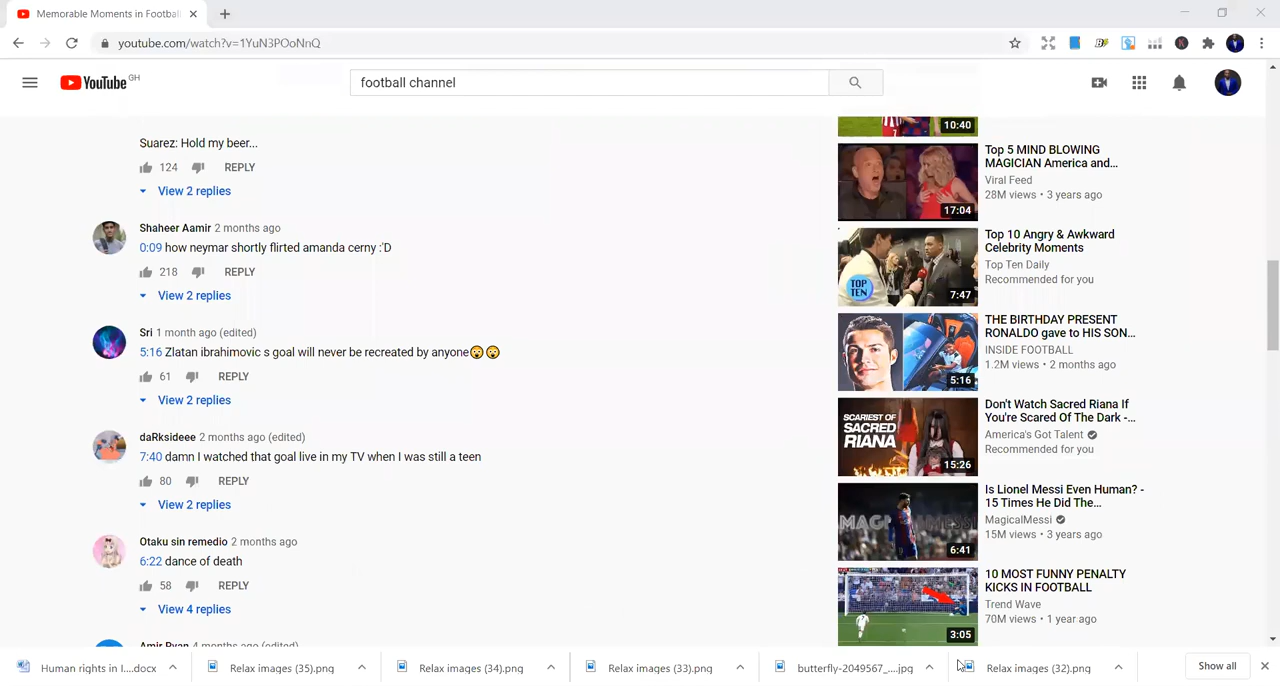 Memorable Moments in Footbal
youtube.com/watch?v=1YuN3POoNnQ
YouTube GH
football channel
Suarez: Hold my beer...
124 REPLY
View 2 replies
Shaheer Aamir 2 months ago
0:09 how neymar shortly flirted amanda cerny :'D
218 REPLY
View 2 replies
Sri 1 month ago (edited)
5:16 Zlatan ibrahimovic s goal will never be recreated by anyone😲😲
61 REPLY
View 2 replies
daRksideee 2 months ago (edited)
7:40 damn I watched that goal live in my TV when I was still a teen
80 REPLY
View 2 replies
Otaku sin remedio 2 months ago
6:22 dance of death
58 REPLY
View 4 replies
Amir Ryan 4 months ago (edited)
10:40
17:04
Top 5 MIND BLOWING
MAGICIAN America and...
Viral Feed
28M views • 3 years ago
TOP
TEN
7:47
Top 10 Angry & Awkward
Celebrity Moments
Top Ten Daily
Recommended for you
5:16
THE BIRTHDAY PRESENT
RONALDO gave to HIS SON...
INSIDE FOOTBALL
1.2M views • 2 months ago
SCARIEST OF
SACRED
RIANA
15:26
Don't Watch Sacred Riana If
You're Scared Of The Dark -...
America's Got Talent
Recommended for you
6:41
Is Lionel Messi Even Human? -
15 Times He Did The...
MagicalMessi
15M views • 3 years ago
3:05
10 MOST FUNNY PENALTY
KICKS IN FOOTBALL
Trend Wave
70M views • 1 year ago
Human rights in I....docx
Relax images (35).png
Relax images (34).png
Relax images (33).png
butterfly-2049567_....jpg
Relax images (32).png
Show all